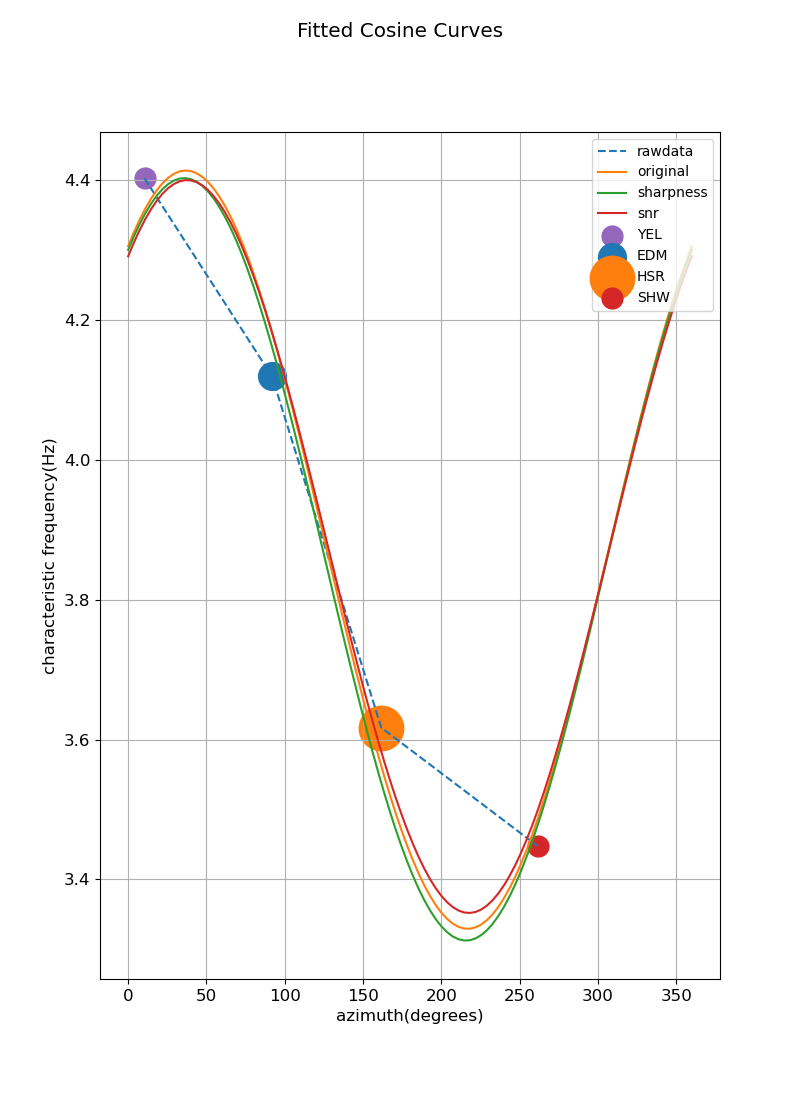 Fitted Cosine Curves
rawdata
original
sharpness
snr
YEL
EDM
HSR
SHW
4.4
4.2
4.0
3.8
3.6
3.4
characteristic frequency(Hz)
0 50 100 150 200 250 300 350
azimuth(degrees)